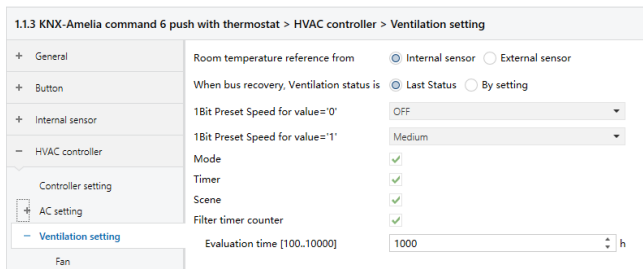 1.1.3 KNX-Amelia command 6 push with thermostat > HVAC controller > Ventilation setting
+ General
+ Button
+ Internal sensor
− HVAC controller
Controller setting
+ AC setting
− Ventilation setting
Fan
Room temperature reference from Internal sensor External sensor
When bus recovery, Ventilation status is Last Status By setting
1Bit Preset Speed for value='0' OFF
1Bit Preset Speed for value='1' Medium
Mode
Timer
Scene
Filter timer counter
Evaluation time [100..10000] 1000 h